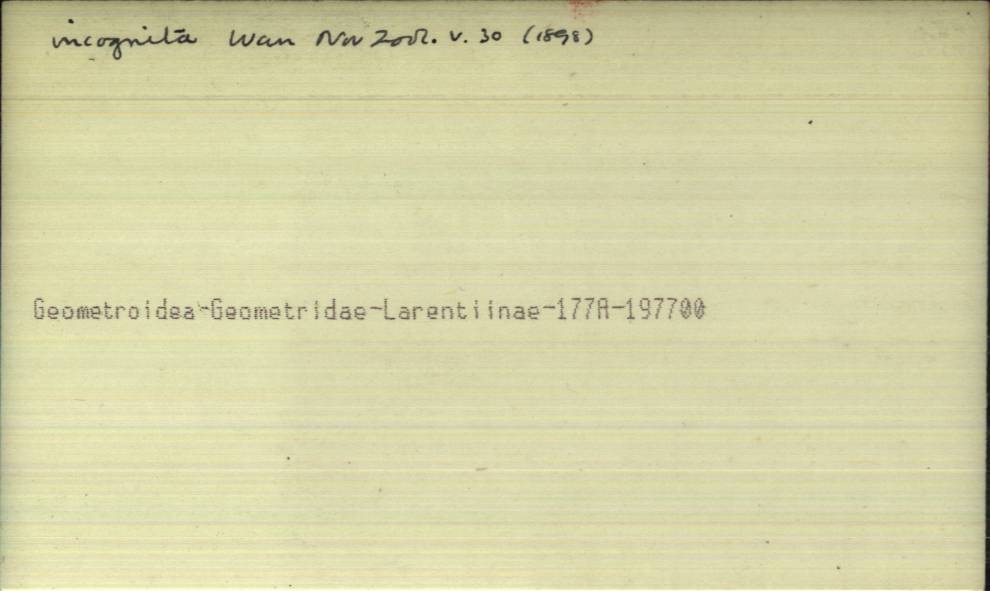 incognita Warr Nov Zool. v. 30 (1898)
Geometroidea-Geometridae-Larentiinae-177A-197700